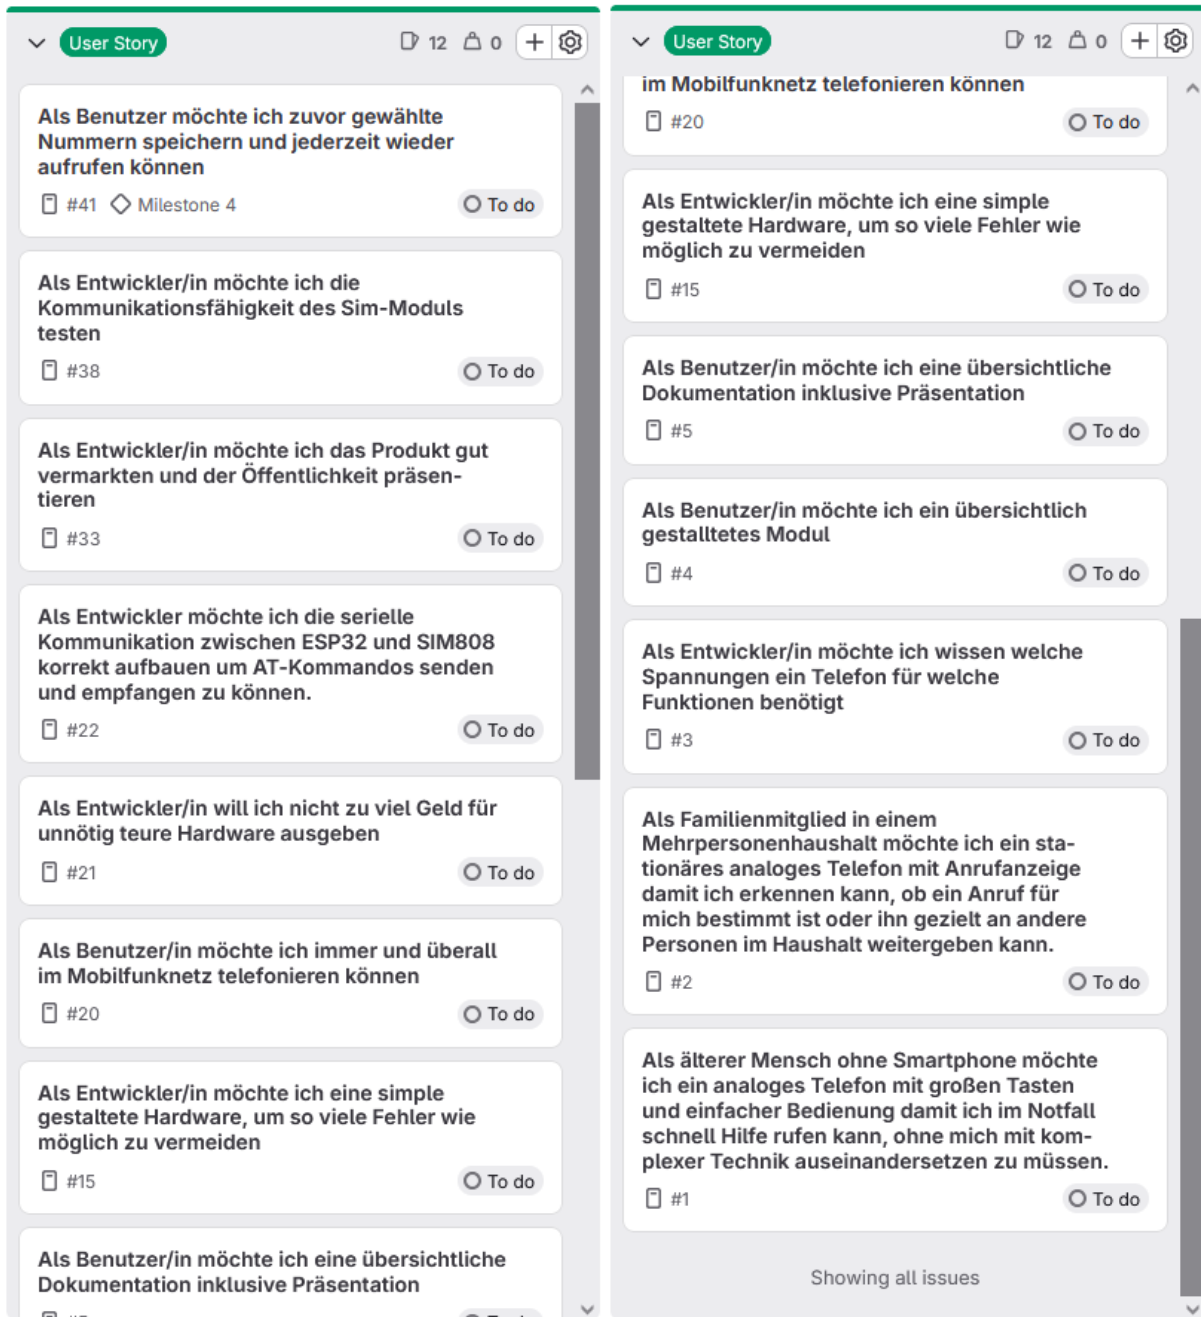 User Story
12
0
Als Benutzer möchte ich zuvor gewählte
Nummern speichern und jederzeit wieder
aufrufen können
#41 Milestone 4
To do
Als Entwickler/in möchte ich die
Kommunikationsfähigkeit des Sim-Moduls
testen
#38
To do
Als Entwickler/in möchte ich das Produkt gut
vermarkten und der Öffentlichkeit präsen-
tieren
#33
To do
Als Entwickler möchte ich die serielle
Kommunikation zwischen ESP32 und SIM808
korrekt aufbauen um AT-Kommandos senden
und empfangen zu können.
#22
To do
Als Entwickler/in will ich nicht zu viel Geld für
unnötig teure Hardware ausgeben
#21
To do
Als Benutzer/in möchte ich immer und überall
im Mobilfunknetz telefonieren können
#20
To do
Als Entwickler/in möchte ich eine simple
gestaltete Hardware, um so viele Fehler wie
möglich zu vermeiden
#15
To do
Als Benutzer/in möchte ich eine übersichtliche
Dokumentation inklusive Präsentation
User Story
12
0
im Mobilfunknetz telefonieren können
#20
To do
Als Entwickler/in möchte ich eine simple
gestaltete Hardware, um so viele Fehler wie
möglich zu vermeiden
#15
To do
Als Benutzer/in möchte ich eine übersichtliche
Dokumentation inklusive Präsentation
#5
To do
Als Benutzer/in möchte ich ein übersichtlich
gestalltetes Modul
#4
To do
Als Entwickler/in möchte ich wissen welche
Spannungen ein Telefon für welche
Funktionen benötigt
#3
To do
Als Familienmitglied in einem
Mehrpersonenhaushalt möchte ich ein sta-
tionäres analoges Telefon mit Anrufanzeige
damit ich erkennen kann, ob ein Anruf für
mich bestimmt ist oder ihn gezielt an andere
Personen im Haushalt weitergeben kann.
#2
To do
Als älterer Mensch ohne Smartphone möchte
ich ein analoges Telefon mit großen Tasten
und einfacher Bedienung damit ich im Notfall
schnell Hilfe rufen kann, ohne mich mit kom-
plexer Technik auseinandersetzen zu müssen.
#1
To do
Showing all issues